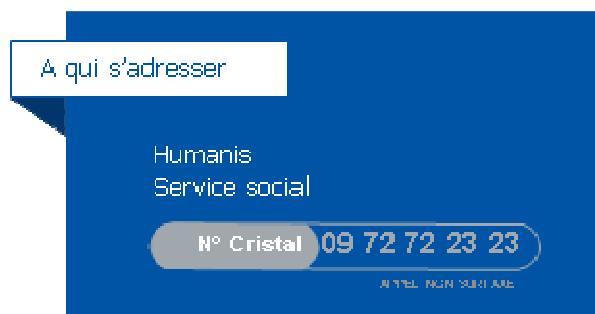 A qui s'adresser
Humanis
Service social
N° Cristal 09 72 72 23 23
APPEL NON SURTAXE